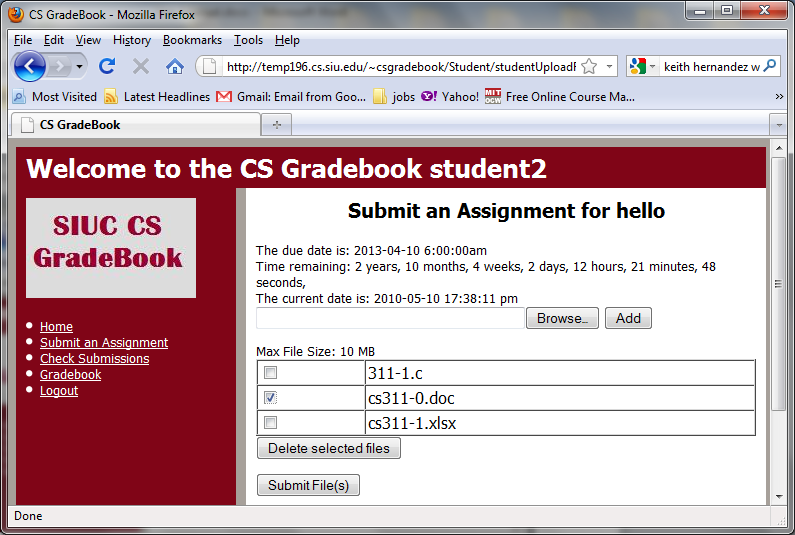 CS GradeBook - Mozilla Firefox
File Edit View History Bookmarks Tools Help
http://temp196.cs.siu.edu/~csgradebook/Student/studentUploadF
keith hernandez w
Most Visited Latest Headlines Gmail: Email from Goo... jobs Yahoo! MIT OCW Free Online Course Ma... »
CS GradeBook
Welcome to the CS Gradebook student2
SIUC CS
GradeBook
Home
Submit an Assignment
Check Submissions
Gradebook
Logout
Submit an Assignment for hello
The due date is: 2013-04-10 6:00:00am
Time remaining: 2 years, 10 months, 4 weeks, 2 days, 12 hours, 21 minutes, 48
seconds,
The current date is: 2010-05-10 17:38:11 pm
Browse... Add
Max File Size: 10 MB
311-1.c
cs311-0.doc
cs311-1.xlsx
Delete selected files
Submit File(s)
Done